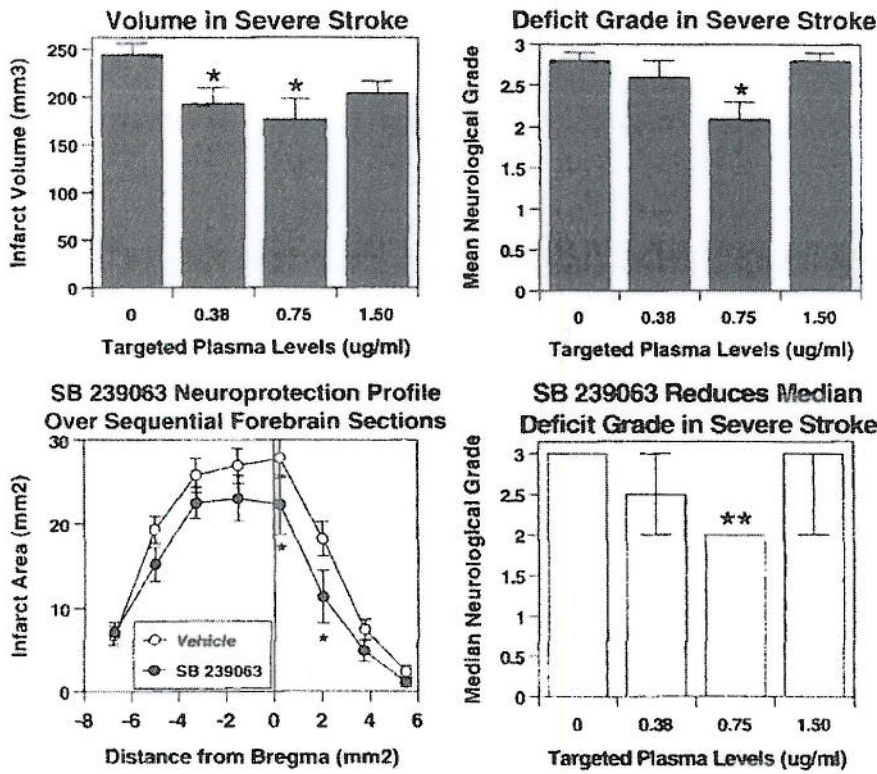 Volume in Severe Stroke
Infarct Volume (mm3)
250
200
150
100
50
0
*
*
0 0.38 0.75 1.50
Targeted Plasma Levels (ug/ml)
Deficit Grade in Severe Stroke
Mean Neurological Grade
3
2.5
2
1.5
1
0.5
0
*
0 0.38 0.75 1.50
Targeted Plasma Levels (ug/ml)
SB 239063 Neuroprotection Profile
Over Sequential Forebrain Sections
Infarct Area (mm2)
30
20
10
0
*
*
Vehicle
SB 239063
-8 -6 -4 -2 0 2 4 6
Distance from Bregma (mm2)
SB 239063 Reduces Median
Deficit Grade in Severe Stroke
Median Neurological Grade
3
2.5
2
1.5
1
0.5
0
**
0 0.38 0.75 1.50
Targeted Plasma Levels (ug/ml)